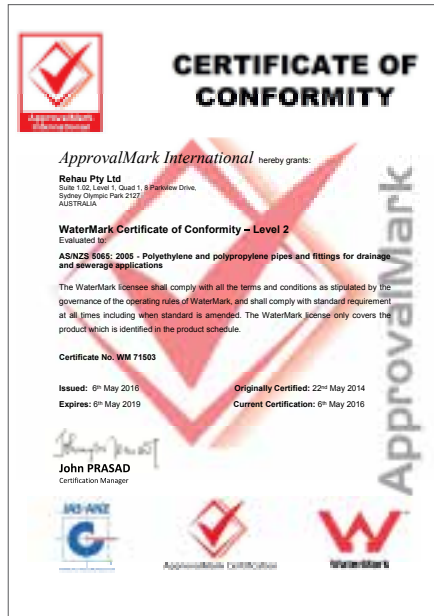 CERTIFICATE OF
CONFORMITY
ApprovalMark
International
ApprovalMark International hereby grants:
Rehau Pty Ltd
Suite 1.02, Level 1, Quad 1, 8 Parkview Drive,
Sydney Olympic Park 2127
AUSTRALIA
WaterMark Certificate of Conformity – Level 2
Evaluated to:
AS/NZS 5065: 2005 - Polyethylene and polypropylene pipes and fittings for drainage
and sewerage applications
The WaterMark licensee shall comply with all the terms and conditions as stipulated by the
governance of the operating rules of WaterMark, and shall comply with standard requirement
at all times including when standard is amended. The WaterMark license only covers the
product which is identified in the product schedule.
Certificate No. WM 71503
Issued: 6th May 2016 Originally Certified: 22nd May 2014
Expires: 6th May 2019 Current Certification: 6th May 2016
John PRASAD
Certification Manager
ApprovalMark
JAS-ANZ
ApprovalMark Certification
WaterMark